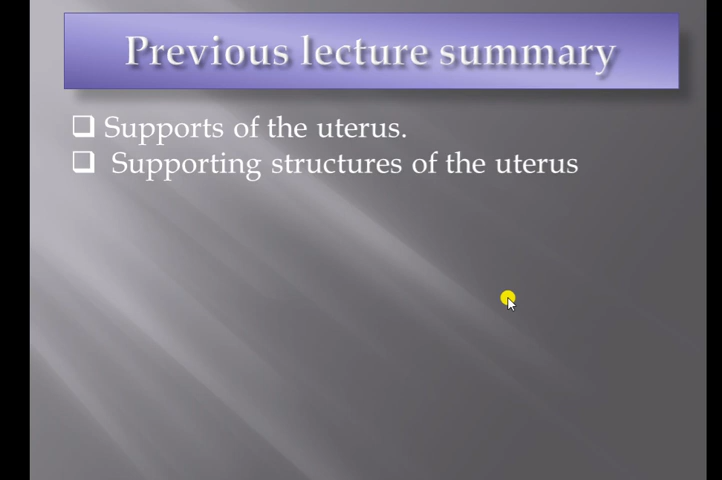 Previous lecture summary
❑ Supports of the uterus.
❑ Supporting structures of the uterus